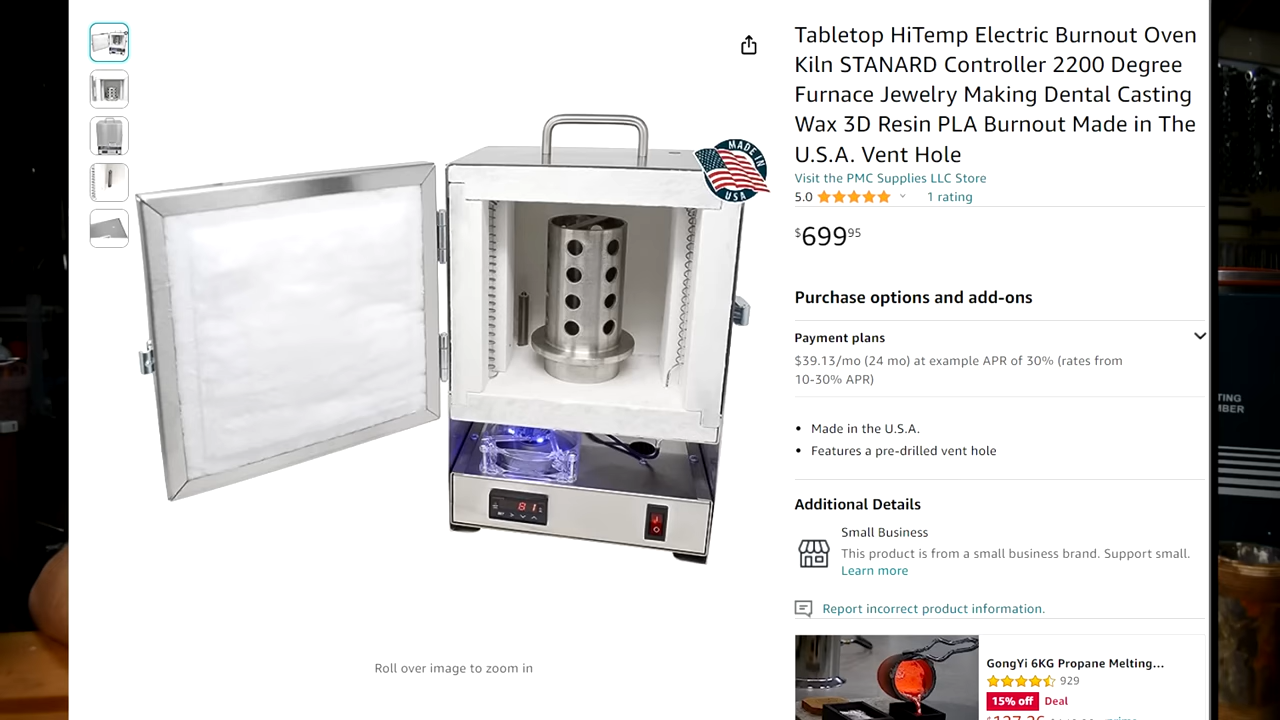 Tabletop HiTemp Electric Burnout Oven
Kiln STANARD Controller 2200 Degree
Furnace Jewelry Making Dental Casting
Wax 3D Resin PLA Burnout Made in The
U.S.A. Vent Hole
Visit the PMC Supplies LLC Store
5.0 1 rating
$699.95
Purchase options and add-ons
Payment plans
$39.13/mo (24 mo) at example APR of 30% (rates from
10-30% APR)
• Made in the U.S.A.
• Features a pre-drilled vent hole
Additional Details
Small Business
This product is from a small business brand. Support small.
Learn more
Report incorrect product information.
GongYi 6KG Propane Melting...
929
15% off Deal
MADE IN
USA
81
Roll over image to zoom in
TING
MBER